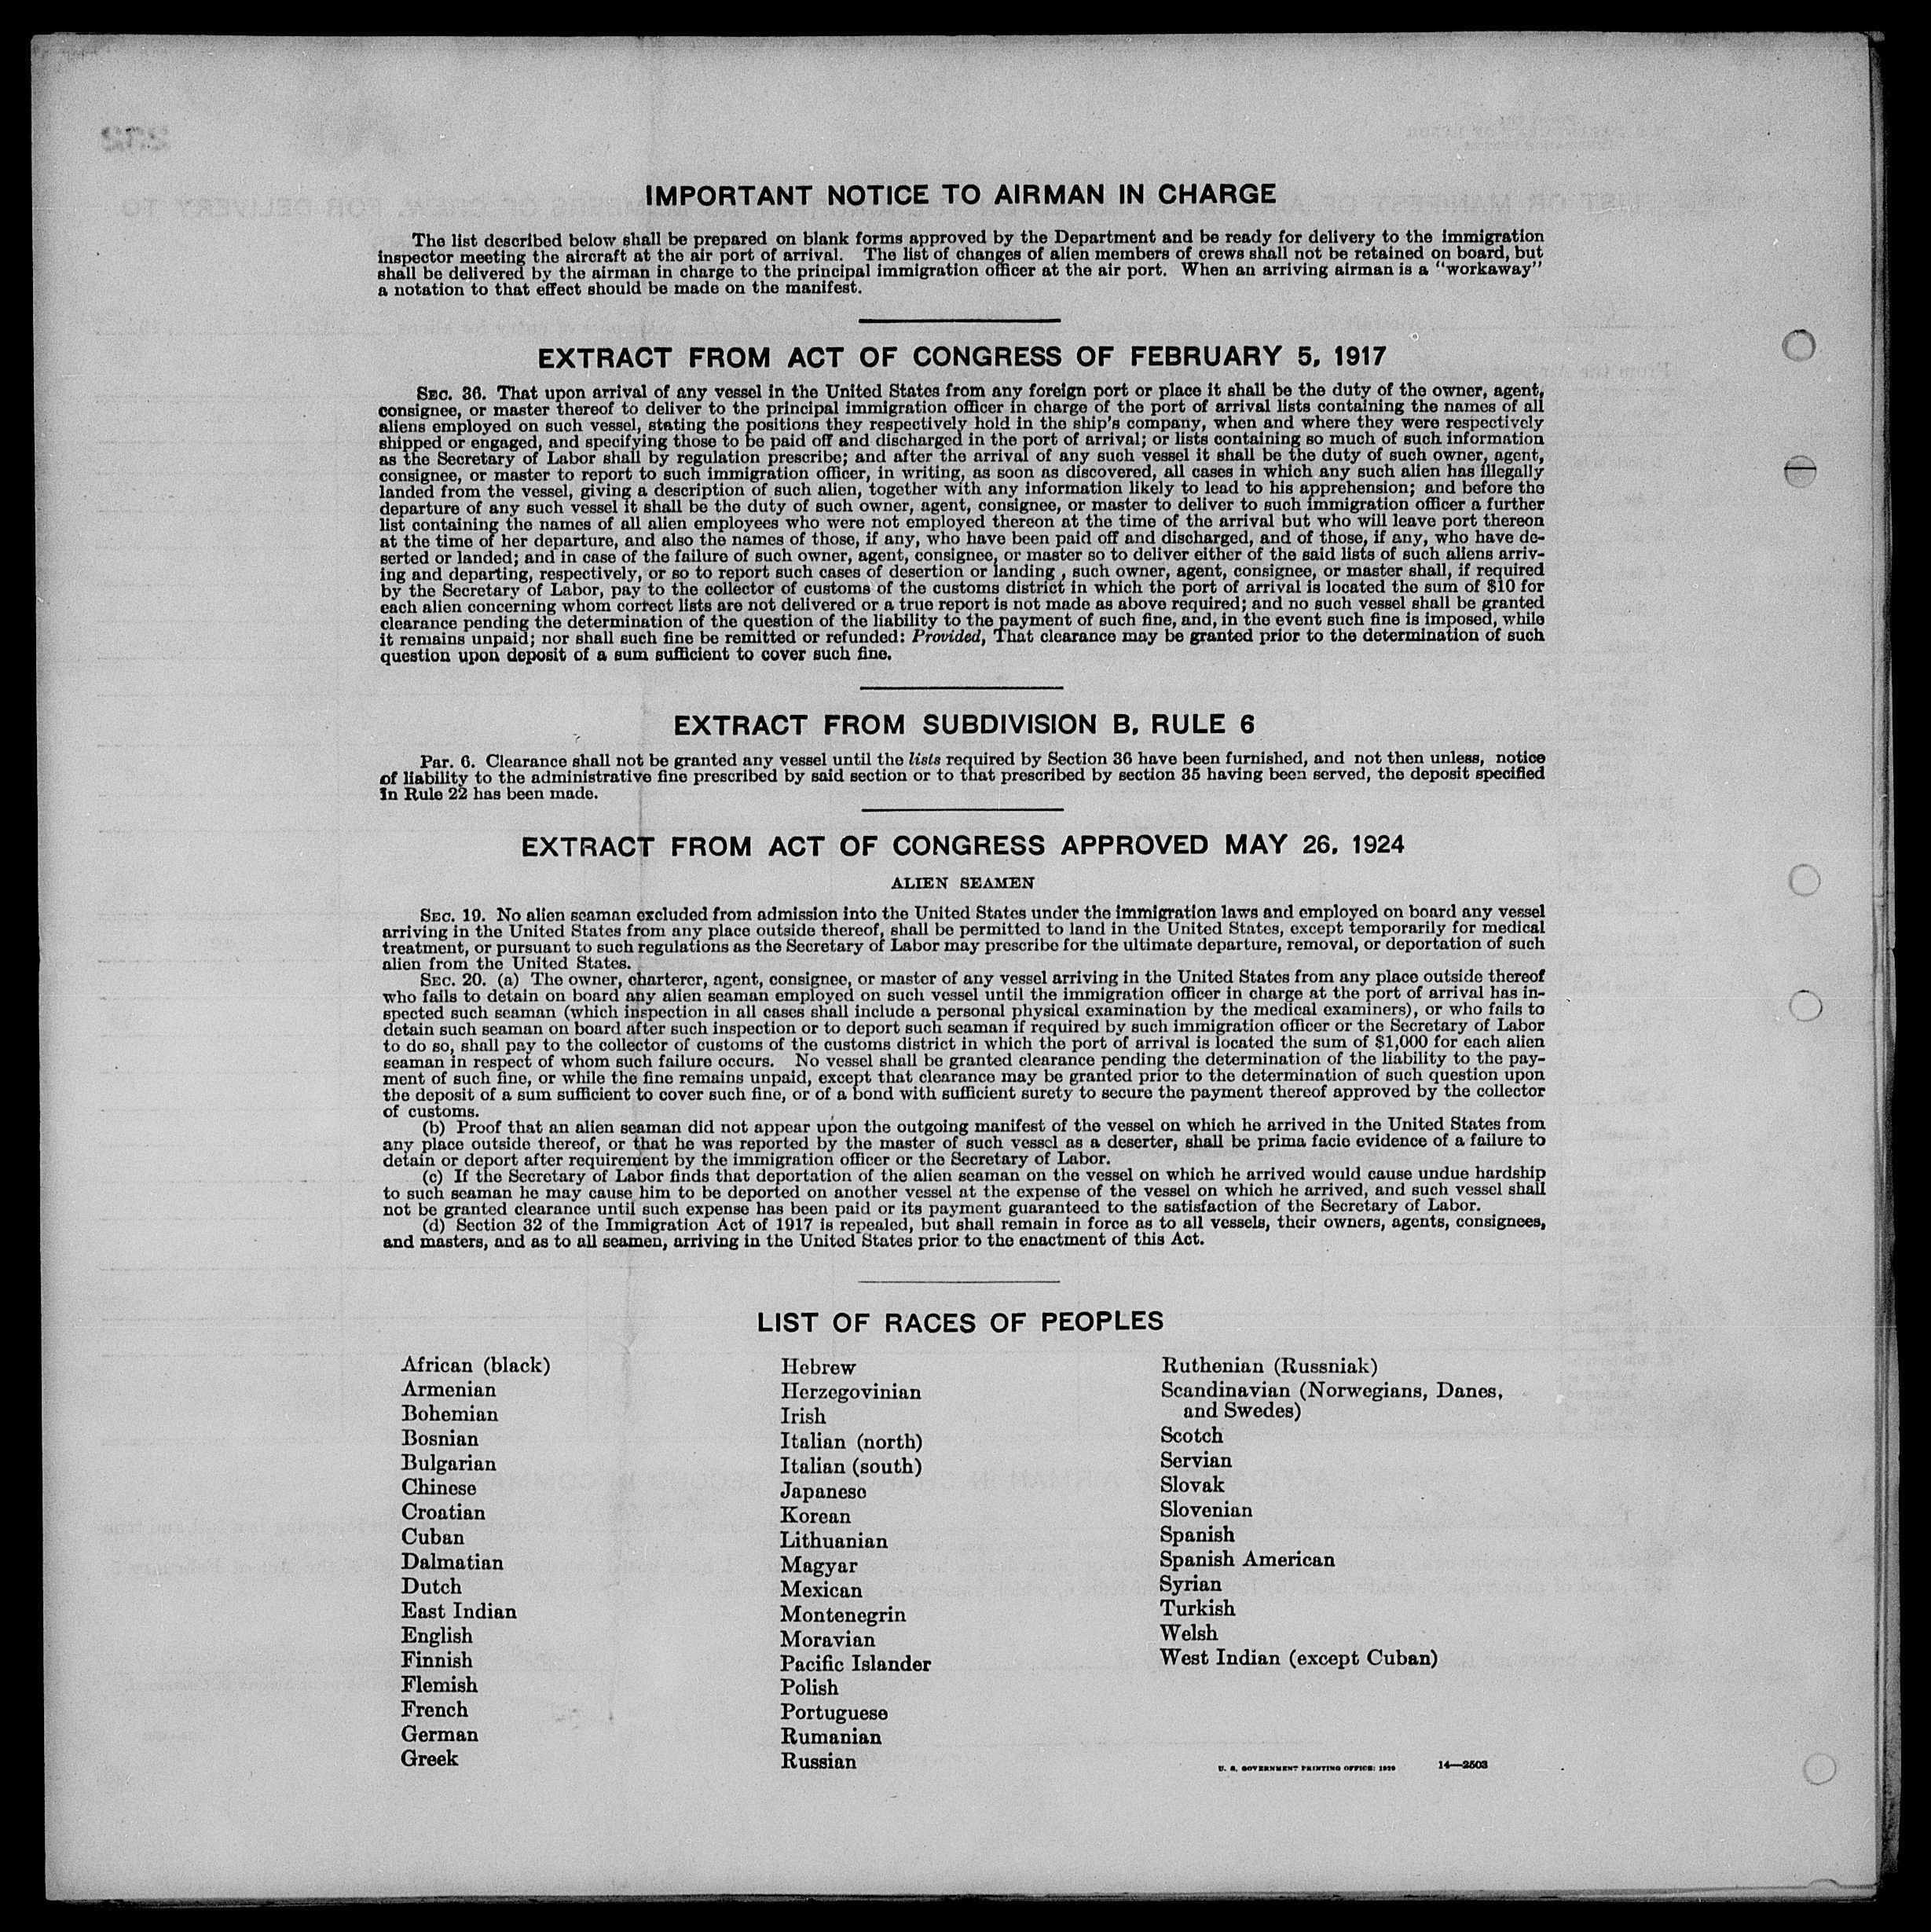 IMPORTANT NOTICE TO AIRMAN IN CHARGE
The list described below shall be prepared on blank forms approved by the Department and be ready for delivery to the immigration
inspector meeting the aircraft at the air port of arrival. The list of changes of alien members of crews shall not be retained on board, but
shall be delivered by the airman in charge to the principal immigration officer at the air port. When an arriving airman is a "workaway"
a notation to that effect should be made on the manifest.
EXTRACT FROM ACT OF CONGRESS OF FEBRUARY 5, 1917
SEC. 36. That upon arrival of any vessel in the United States from any foreign port or place it shall be the duty of the owner, agent,
consignee, or master thereof to deliver to the principal immigration officer in charge of the port of arrival lists containing the names of all
aliens employed on such vessel, stating the positions they respectively hold in the ship's company, when and where they were respectively
shipped or engaged, and specifying those to be paid off and discharged in the port of arrival; or lists containing so much of such information
as the Secretary of Labor shall by regulation prescribe; and after the arrival of any such vessel it shall be the duty of such owner, agent,
consignee, or master to report to such immigration officer, in writing, as soon as discovered, all cases in which any such alien has illegally
landed from the vessel, giving a description of such alien, together with any information likely to lead to his apprehension; and before the
departure of any such vessel it shall be the duty of such owner, agent, consignee, or master to deliver to such immigration officer a further
list containing the names of all alien employees who were not employed thereon at the time of the arrival but who will leave port thereon
at the time of her departure, and also the names of those, if any, who have been paid off and discharged, and of those, if any, who have de-
serted or landed; and in case of the failure of such owner, agent, consignee, or master so to deliver either of the said lists of such aliens arriv-
ing and departing, respectively, or so to report such cases of desertion or landing , such owner, agent, consignee, or master shall, if required
by the Secretary of Labor, pay to the collector of customs of the customs district in which the port of arrival is located the sum of $10 for
each alien concerning whom correct lists are not delivered or a true report is not made as above required; and no such vessel shall be granted
clearance pending the determination of the question of the liability to the payment of such fine, and, in the event such fine is imposed, while
it remains unpaid; nor shall such fine be remitted or refunded: Provided, That clearance may be granted prior to the determination of such
question upon deposit of a sum sufficient to cover such fine.
EXTRACT FROM SUBDIVISION B, RULE 6
Par. 6. Clearance shall not be granted any vessel until the lists required by Section 36 have been furnished, and not then unless, notice
of liability to the administrative fine prescribed by said section or to that prescribed by section 35 having been served, the deposit specified
in Rule 22 has been made.
EXTRACT FROM ACT OF CONGRESS APPROVED MAY 26, 1924
ALIEN SEAMEN
SEC. 19. No alien seaman excluded from admission into the United States under the immigration laws and employed on board any vessel
arriving in the United States from any place outside thereof, shall be permitted to land in the United States, except temporarily for medical
treatment, or pursuant to such regulations as the Secretary of Labor may prescribe for the ultimate departure, removal, or deportation of such
alien from the United States.
SEC. 20. (a) The owner, charterer, agent, consignee, or master of any vessel arriving in the United States from any place outside thereof
who fails to detain on board any alien seaman employed on such vessel until the immigration officer in charge at the port of arrival has in-
spected such seaman (which inspection in all cases shall include a personal physical examination by the medical examiners), or who fails to
detain such seaman on board after such inspection or to deport such seaman if required by such immigration officer or the Secretary of Labor
to do so, shall pay to the collector of customs of the customs district in which the port of arrival is located the sum of $1,000 for each alien
seaman in respect of whom such failure occurs. No vessel shall be granted clearance pending the determination of the liability to the pay-
ment of such fine, or while the fine remains unpaid, except that clearance may be granted prior to the determination of such question upon
the deposit of a sum sufficient to cover such fine, or of a bond with sufficient surety to secure the payment thereof approved by the collector
of customs.
(b) Proof that an alien seaman did not appear upon the outgoing manifest of the vessel on which he arrived in the United States from
any place outside thereof, or that he was reported by the master of such vessel as a deserter, shall be prima facie evidence of a failure to
detain or deport after requirement by the immigration officer or the Secretary of Labor.
(c) If the Secretary of Labor finds that deportation of the alien seaman on the vessel on which he arrived would cause undue hardship
to such seaman he may cause him to be deported on another vessel at the expense of the vessel on which he arrived, and such vessel shall
not be granted clearance until such expense has been paid or its payment guaranteed to the satisfaction of the Secretary of Labor.
(d) Section 32 of the Immigration Act of 1917 is repealed, but shall remain in force as to all vessels, their owners, agents, consignees,
and masters, and as to all seamen, arriving in the United States prior to the enactment of this Act.
LIST OF RACES OF PEOPLES
African (black)
Armenian
Bohemian
Bosnian
Bulgarian
Chinese
Croatian
Cuban
Dalmatian
Dutch
East Indian
English
Finnish
Flemish
French
German
Greek
Hebrew
Herzegovinian
Irish
Italian (north)
Italian (south)
Japanese
Korean
Lithuanian
Magyar
Mexican
Montenegrin
Moravian
Pacific Islander
Polish
Portuguese
Rumanian
Russian
Ruthenian (Russniak)
Scandinavian (Norwegians, Danes,
and Swedes)
Scotch
Servian
Slovak
Slovenian
Spanish
Spanish American
Syrian
Turkish
Welsh
West Indian (except Cuban)
U. S. GOVERNMENT PRINTING OFFICE: 1929 14—2503